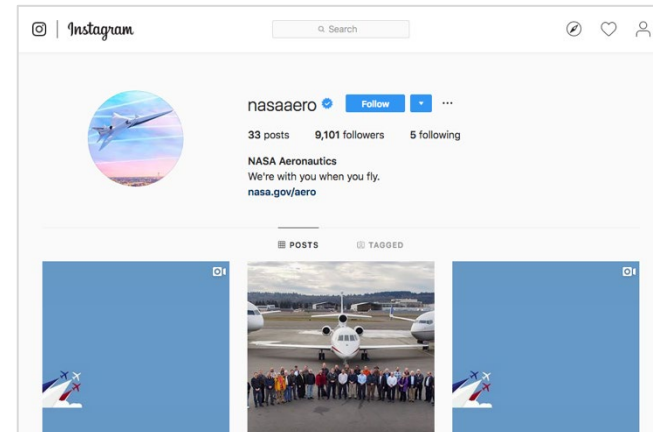 Instagram
Search
nasaaero Follow
33 posts 9,101 followers 5 following
NASA Aeronautics
We're with you when you fly.
nasa.gov/aero
POSTS TAGGED